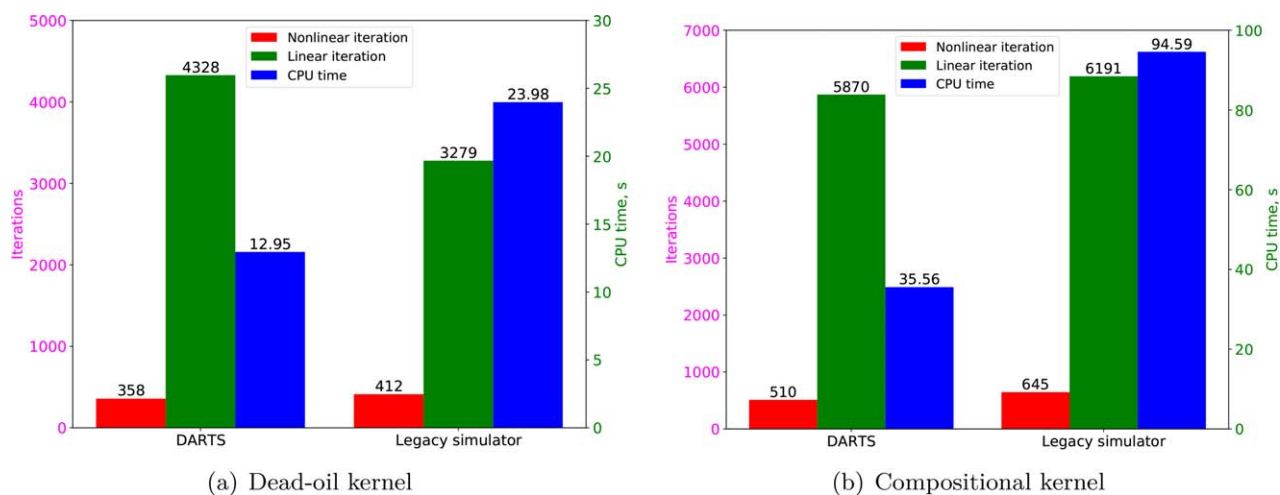 5000
4000
3000
2000
1000
0
Iterations
Nonlinear iteration
Linear iteration
CPU time
358
4328
12.95
412
3279
23.98
30
25
20
15
10
5
0
CPU time, s
DARTS
Legacy simulator
(a) Dead-oil kernel
7000
6000
5000
4000
3000
2000
1000
0
Iterations
Nonlinear iteration
Linear iteration
CPU time
510
5870
35.56
645
6191
94.59
100
80
60
40
20
0
CPU time, s
DARTS
Legacy simulator
(b) Compositional kernel